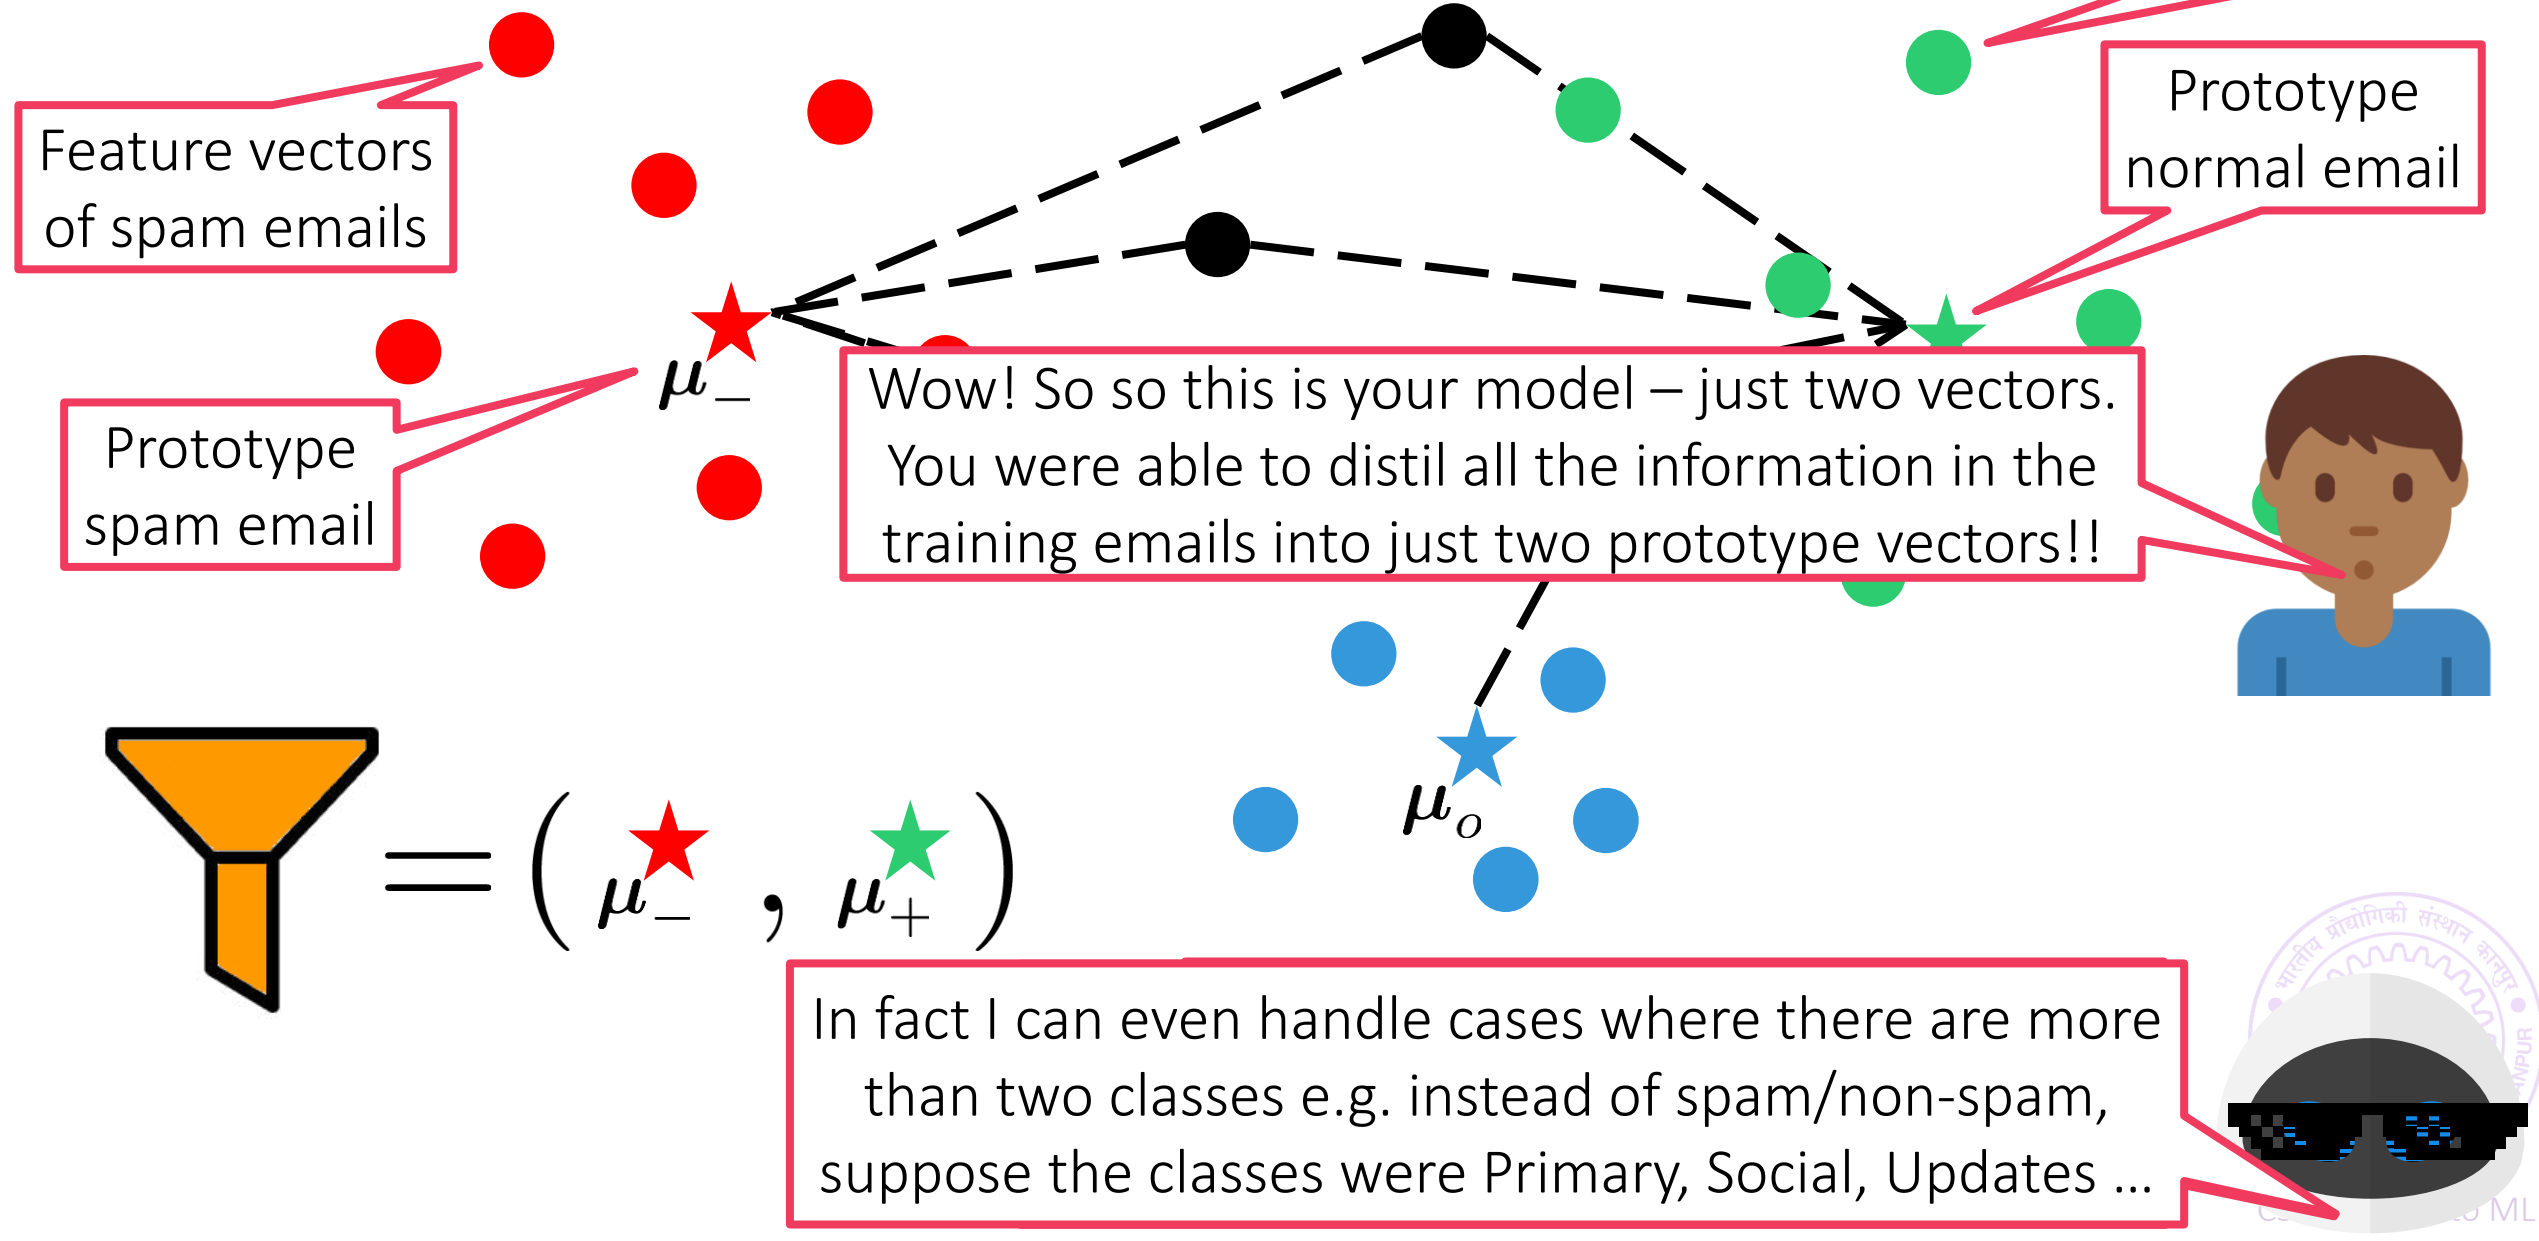 Feature vectors
of spam emails
Prototype
normal email
μ−
Prototype
spam email
Wow! So so this is your model – just two vectors.
You were able to distil all the information in the
training emails into just two prototype vectors!!
μo
= ( μ− , μ+ )
In fact I can even handle cases where there are more
than two classes e.g. instead of spam/non-spam,
suppose the classes were Primary, Social, Updates ...
भारतीय प्रौद्योगिकी संस्थान कानपुर
ML